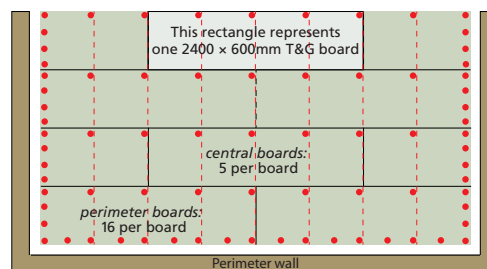 This rectangle represents
one 2400 × 600mm T&G board
central boards:
5 per board
perimeter boards:
16 per board
Perimeter wall